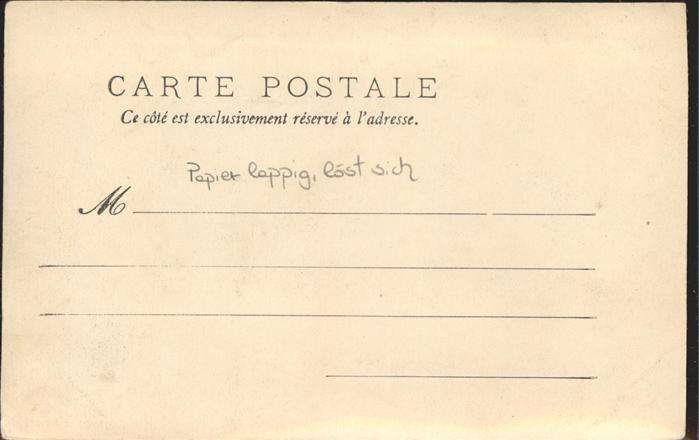 CARTE POSTALE
Ce côté est exclusivement réservé à l'adresse.
Papier lappig, löst sich
M